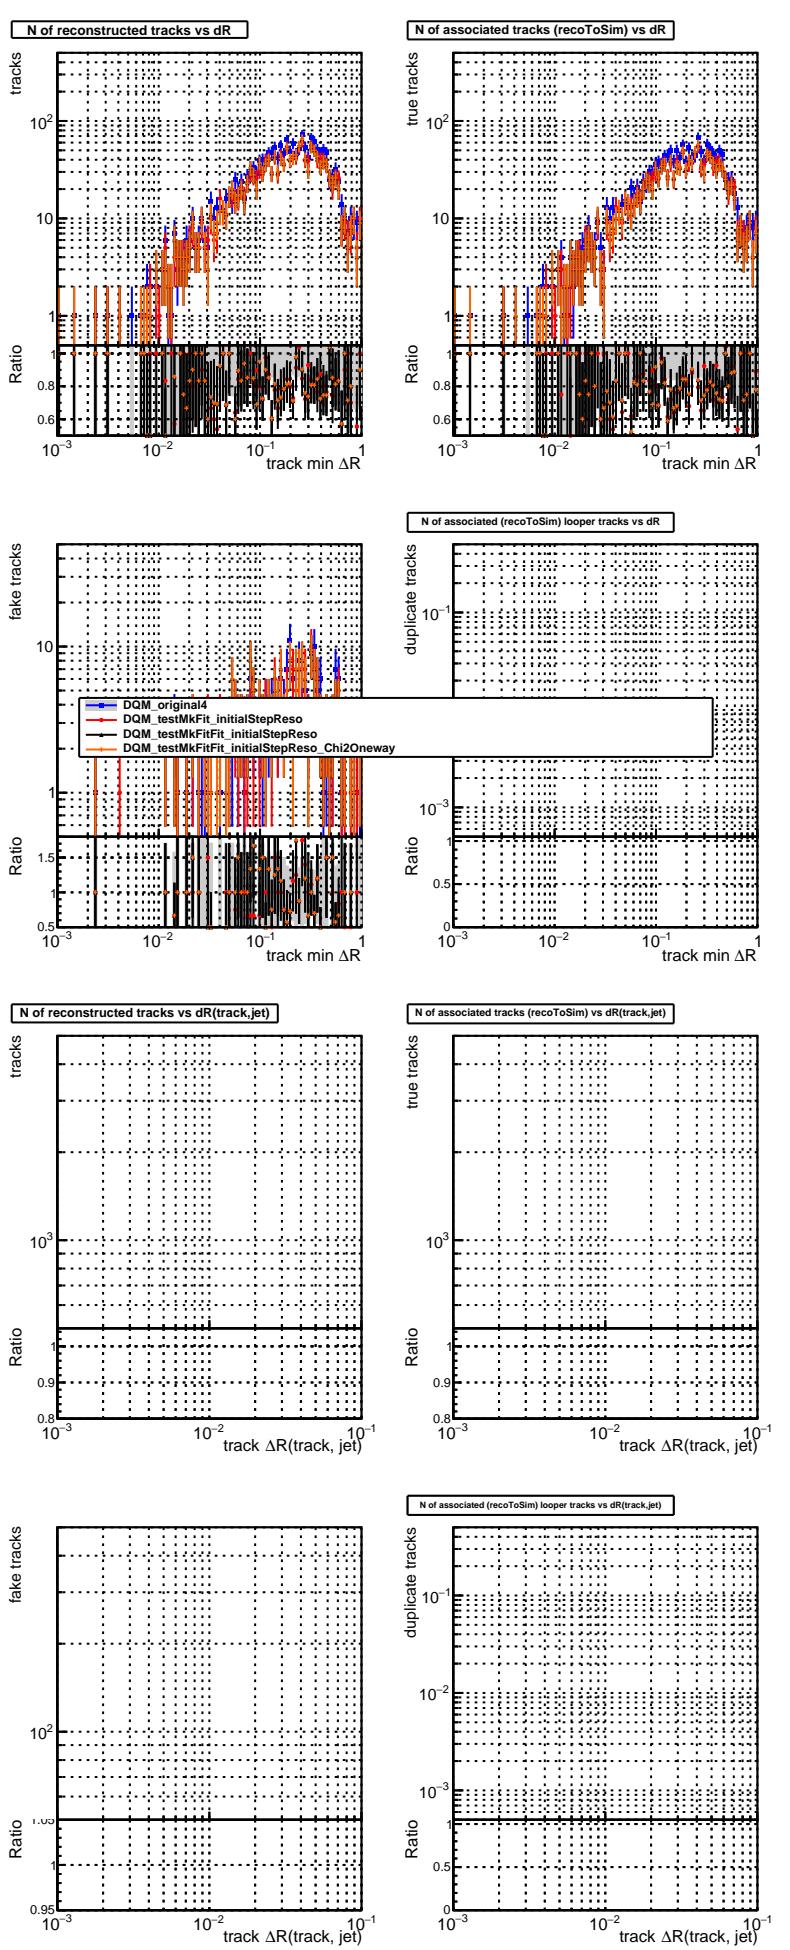 N of reconstructed tracks vs dR
N of associated tracks (recoToSim) vs dR
tracks
10²
10
1
Ratio
1
0.8
0.6
10⁻³ 10⁻² 10⁻¹ 1
track min ΔR
true tracks
10²
10
1
Ratio
1
0.8
0.6
10⁻³ 10⁻² 10⁻¹ 1
track min ΔR
N of associated (recoToSim) looper tracks vs dR
fake tracks
10
1
Ratio
1.5
1.0
0.5
10⁻³ 10⁻² 10⁻¹ 1
track min ΔR
duplicate tracks
10⁻¹
10⁻³
Ratio
1
0.5
0
10⁻³ 10⁻² 10⁻¹ 1
track min ΔR
DQM_original4
DQM_testMkFit_initialStepReso
DQM_testMkFitFit_initialStepReso
DQM_testMkFitFit_initialStepReso_Chi2Oneway
N of reconstructed tracks vs dR(track,jet)
N of associated tracks (recoToSim) vs dR(track,jet)
tracks
10³
Ratio
1
0.9
0.8
10⁻³ 10⁻² 10⁻¹
track ΔR(track, jet)
true tracks
10³
Ratio
1
0.9
0.8
10⁻³ 10⁻² 10⁻¹
track ΔR(track, jet)
N of associated (recoToSim) looper tracks vs dR(track,jet)
fake tracks
10²
Ratio
1.05
1
0.95
10⁻³ 10⁻² 10⁻¹
track ΔR(track, jet)
duplicate tracks
10⁻¹
10⁻²
10⁻³
Ratio
1
0.5
0
10⁻³ 10⁻² 10⁻¹
track ΔR(track, jet)